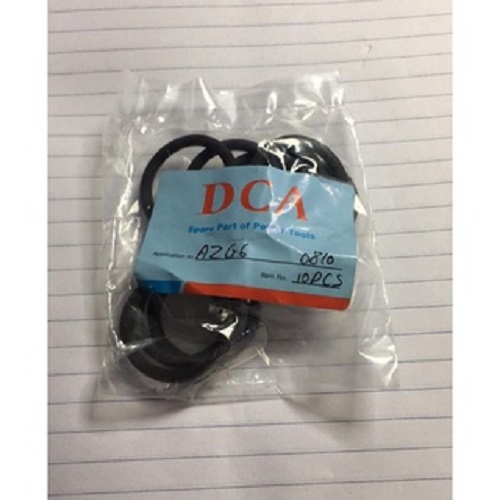 DCA
Spare Part of Power Tools
Application to AZG6 0810
Item No. 10PCS